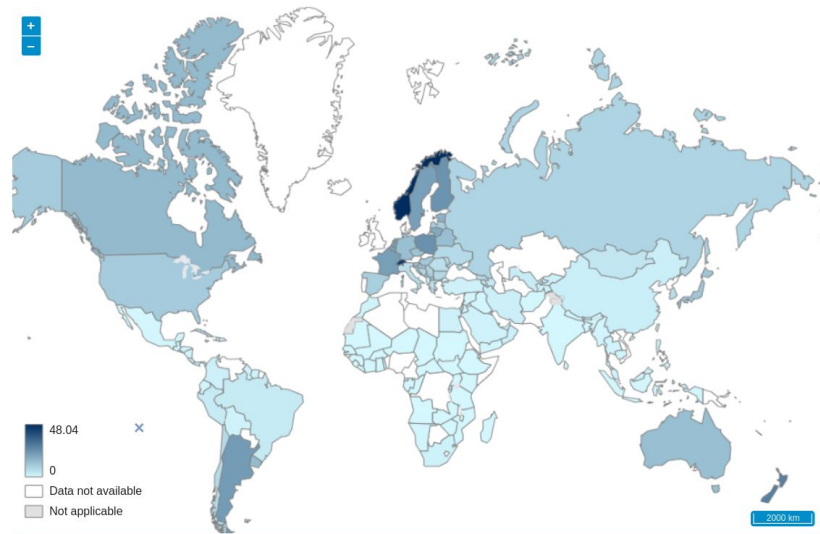 +
−
48.04
0
Data not available
Not applicable
2000 km